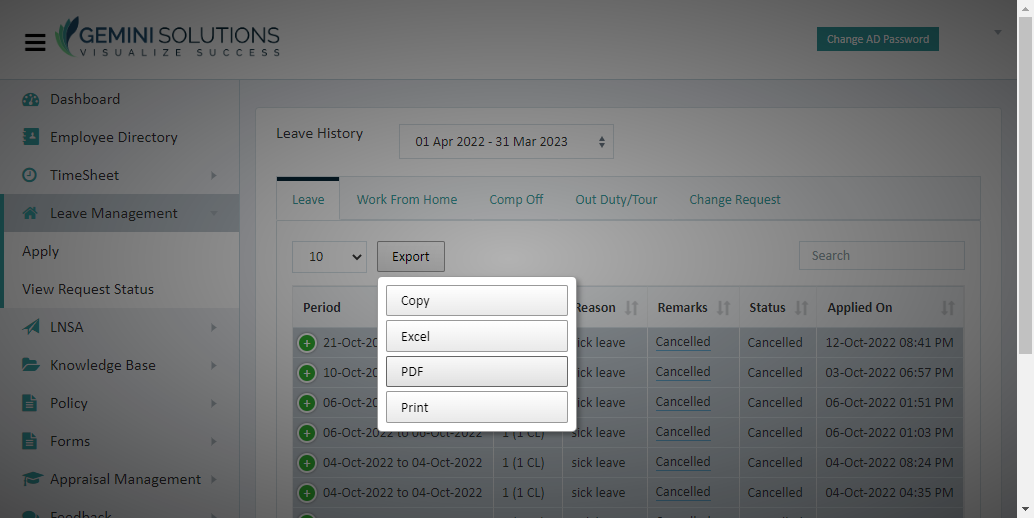 GEMINI SOLUTIONS
VISUALIZE SUCCESS
Change AD Password
Dashboard
Employee Directory
TimeSheet
Leave Management
Apply
View Request Status
LNSA
Knowledge Base
Policy
Forms
Appraisal Management
Feedback
Leave History
01 Apr 2022 - 31 Mar 2023
Leave Work From Home Comp Off Out Duty/Tour Change Request
10 Export Search
Copy
Excel
PDF
Print
Period Reason Remarks Status Applied On
21-Oct- sick leave Cancelled Cancelled 12-Oct-2022 08:41 PM
10-Oct- sick leave Cancelled Cancelled 03-Oct-2022 06:57 PM
06-Oct- sick leave Cancelled Cancelled 06-Oct-2022 01:51 PM
06-Oct-2022 to 06-Oct-2022 1 (1 CL) sick leave Cancelled Cancelled 06-Oct-2022 01:03 PM
04-Oct-2022 to 04-Oct-2022 1 (1 CL) sick leave Cancelled Cancelled 04-Oct-2022 08:24 PM
04-Oct-2022 to 04-Oct-2022 1 (1 CL) sick leave Cancelled Cancelled 04-Oct-2022 04:35 PM